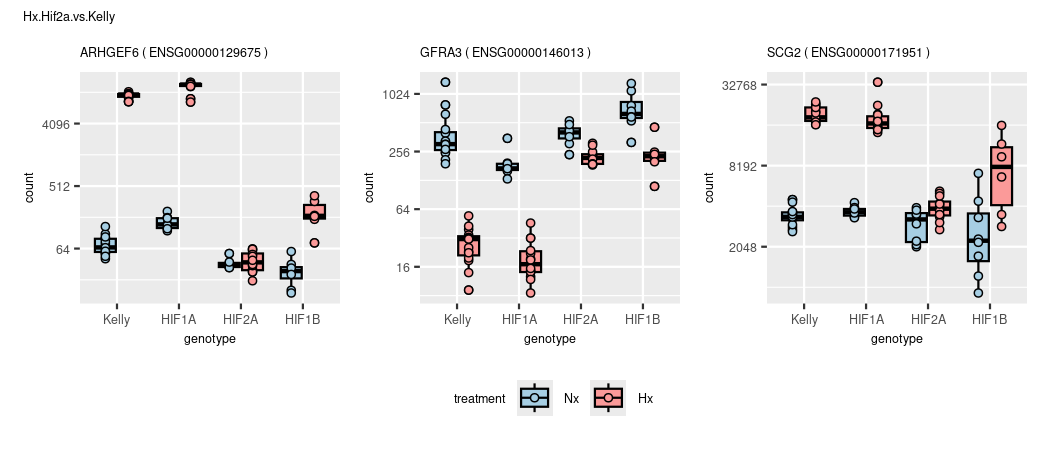 Hx.Hif2a.vs.Kelly
ARHGEF6 ( ENSG00000129675 )
4096
512
64
count
Kelly HIF1A HIF2A HIF1B
genotype
GFRA3 ( ENSG00000146013 )
1024
256
64
16
count
Kelly HIF1A HIF2A HIF1B
genotype
SCG2 ( ENSG00000171951 )
32768
8192
2048
count
Kelly HIF1A HIF2A HIF1B
genotype
treatment Nx Hx